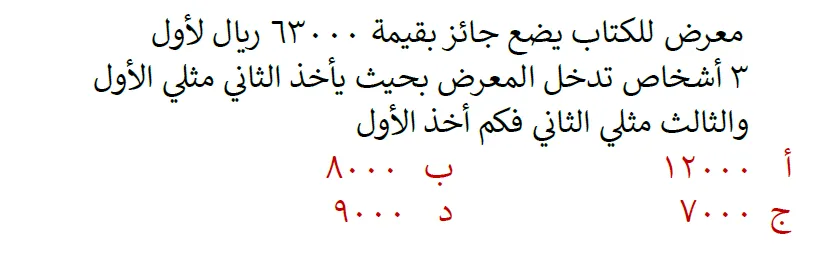 معرض للكتاب يضع جائز بقيمة ٦٣٠٠٠ ريال لأول
٣ أشخاص تدخل المعرض بحيث يأخذ الثاني مثلي الأول
والثالث مثلي الثاني فكم أخذ الأول
أ ١٢٠٠٠ ب ٨٠٠٠
ج ٧٠٠٠ د ٩٠٠٠